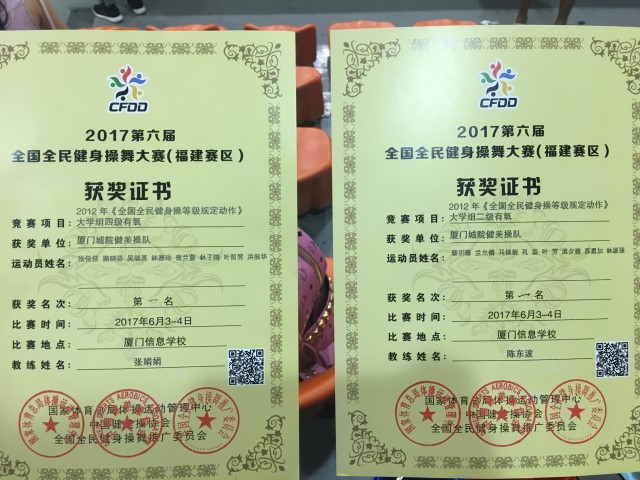 CFDD
2017第六届
全国全民健身操舞大赛（福建赛区）
获奖证书
2012 年《全国全民健身操等级规定动作》
竞赛项目：大学组四级有氧
获奖单位：厦门城院健美操队
运动员姓名：
获奖名次：第一名
比赛时间：2017年6月3-4日
比赛地点：厦门信息学校
教练姓名：张娟娟
国家体育总局体操运动管理中心
中国健美操协会
全国全民健身操舞推广委员会
CFDD
2017第六届
全国全民健身操舞大赛（福建赛区）
获奖证书
2012 年《全国全民健身操等级规定动作》
竞赛项目：大学组二级有氧
获奖单位：厦门城院健美操队
运动员姓名：
获奖名次：第一名
比赛时间：2017年6月3-4日
比赛地点：厦门信息学校
教练姓名：陈东波
国家体育总局体操运动管理中心
中国健美操协会
全国全民健身操舞推广委员会